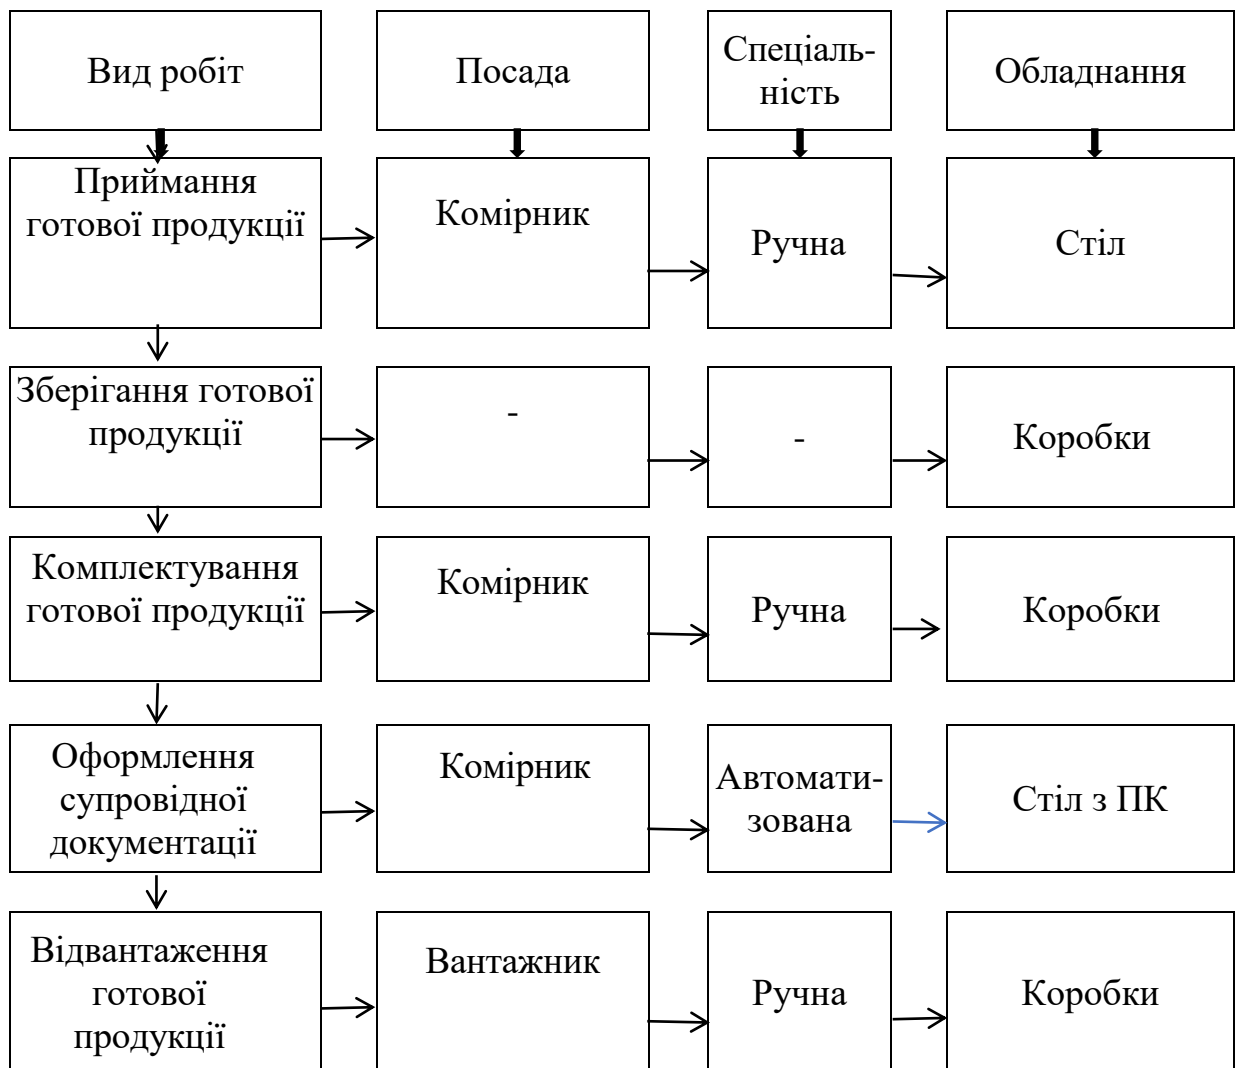 Вид робіт
Посада
Спеціаль-
ність
Обладнання
Приймання
готової продукції
Комірник
Ручна
Стіл
Зберігання готової
продукції
-
-
Коробки
Комплектування
готової продукції
Комірник
Ручна
Коробки
Оформлення
супровідної
документації
Комірник
Автомати-
зована
Стіл з ПК
Відвантаження
готової
продукції
Вантажник
Ручна
Коробки